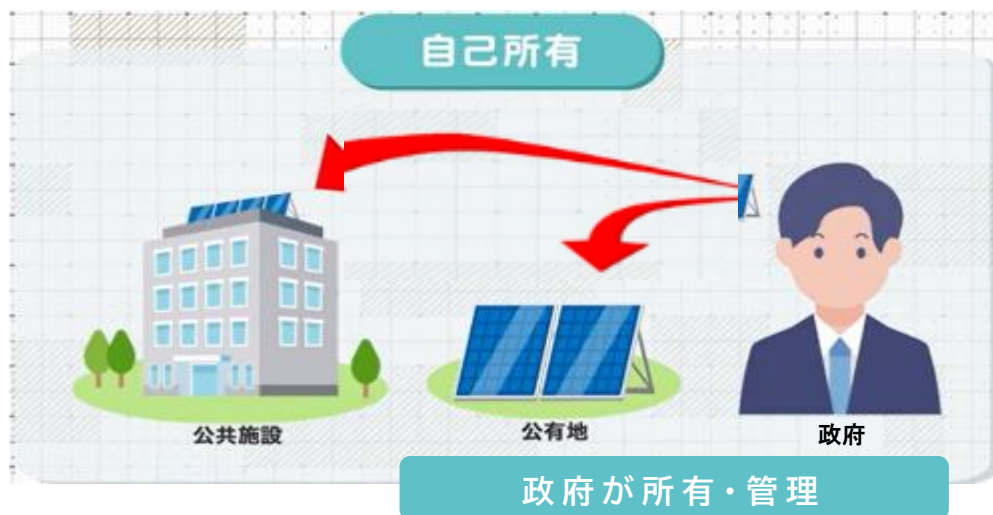 自己所有
公共施設
公有地
政府
政府が所有・管理